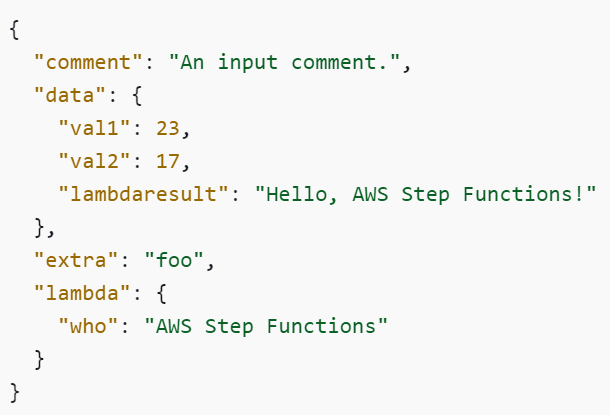 {
  "comment": "An input comment.",
  "data": {
    "val1": 23,
    "val2": 17,
    "lambdaresult": "Hello, AWS Step Functions!"
  },
  "extra": "foo",
  "lambda": {
    "who": "AWS Step Functions"
  }
}